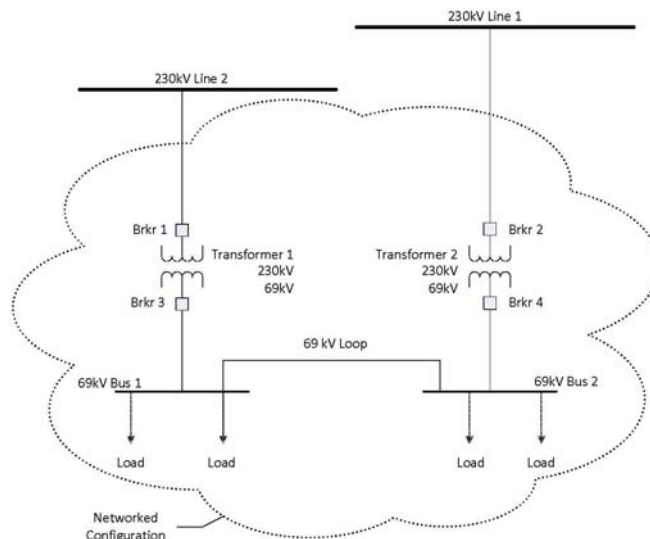 230kV Line 1
230kV Line 2
Brkr 1
Transformer 1
230kV
69kV
Brkr 3
Brkr 2
Transformer 2
230kV
69kV
Brkr 4
69 kV Loop
69kV Bus 1
69kV Bus 2
Load
Load
Load
Load
Networked
Configuration